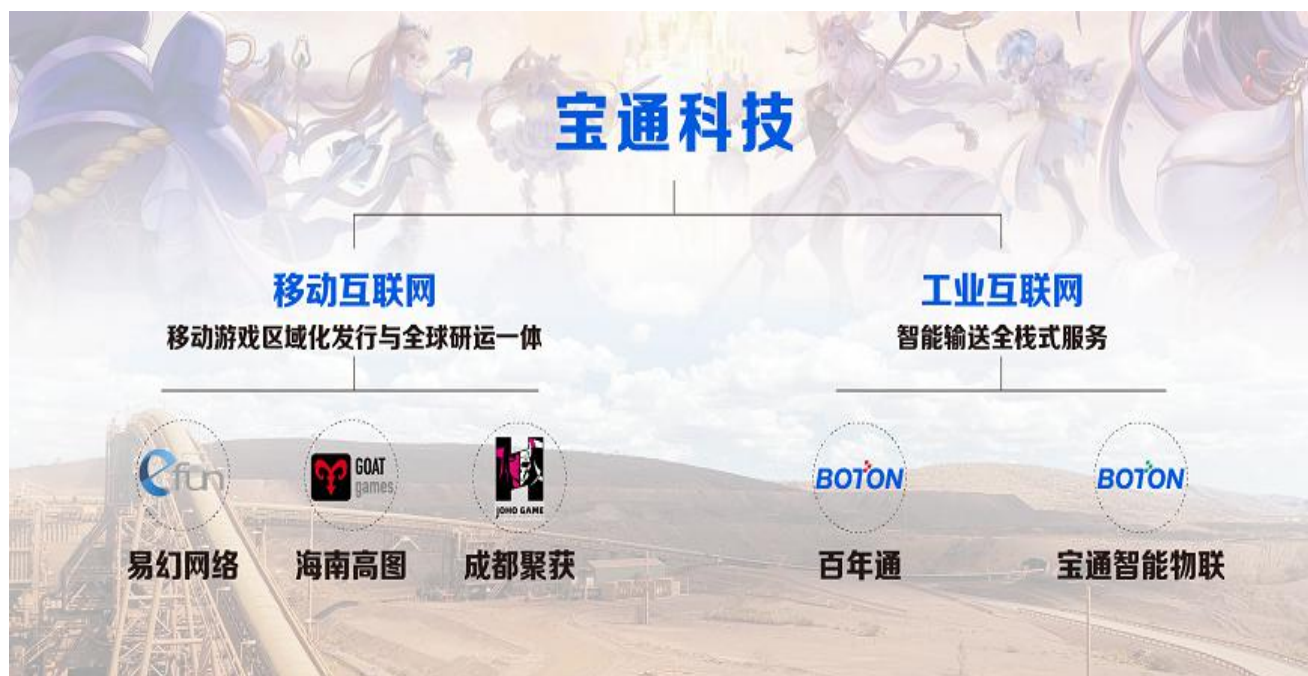 宝通科技
移动互联网
移动游戏区域化发行与全球研运一体
工业互联网
智能输送全栈式服务
efun
GOAT
games
JOHO GAME
BOTON
BOTON
易幻网络
海南高图
成都聚获
百年通
宝通智能物联